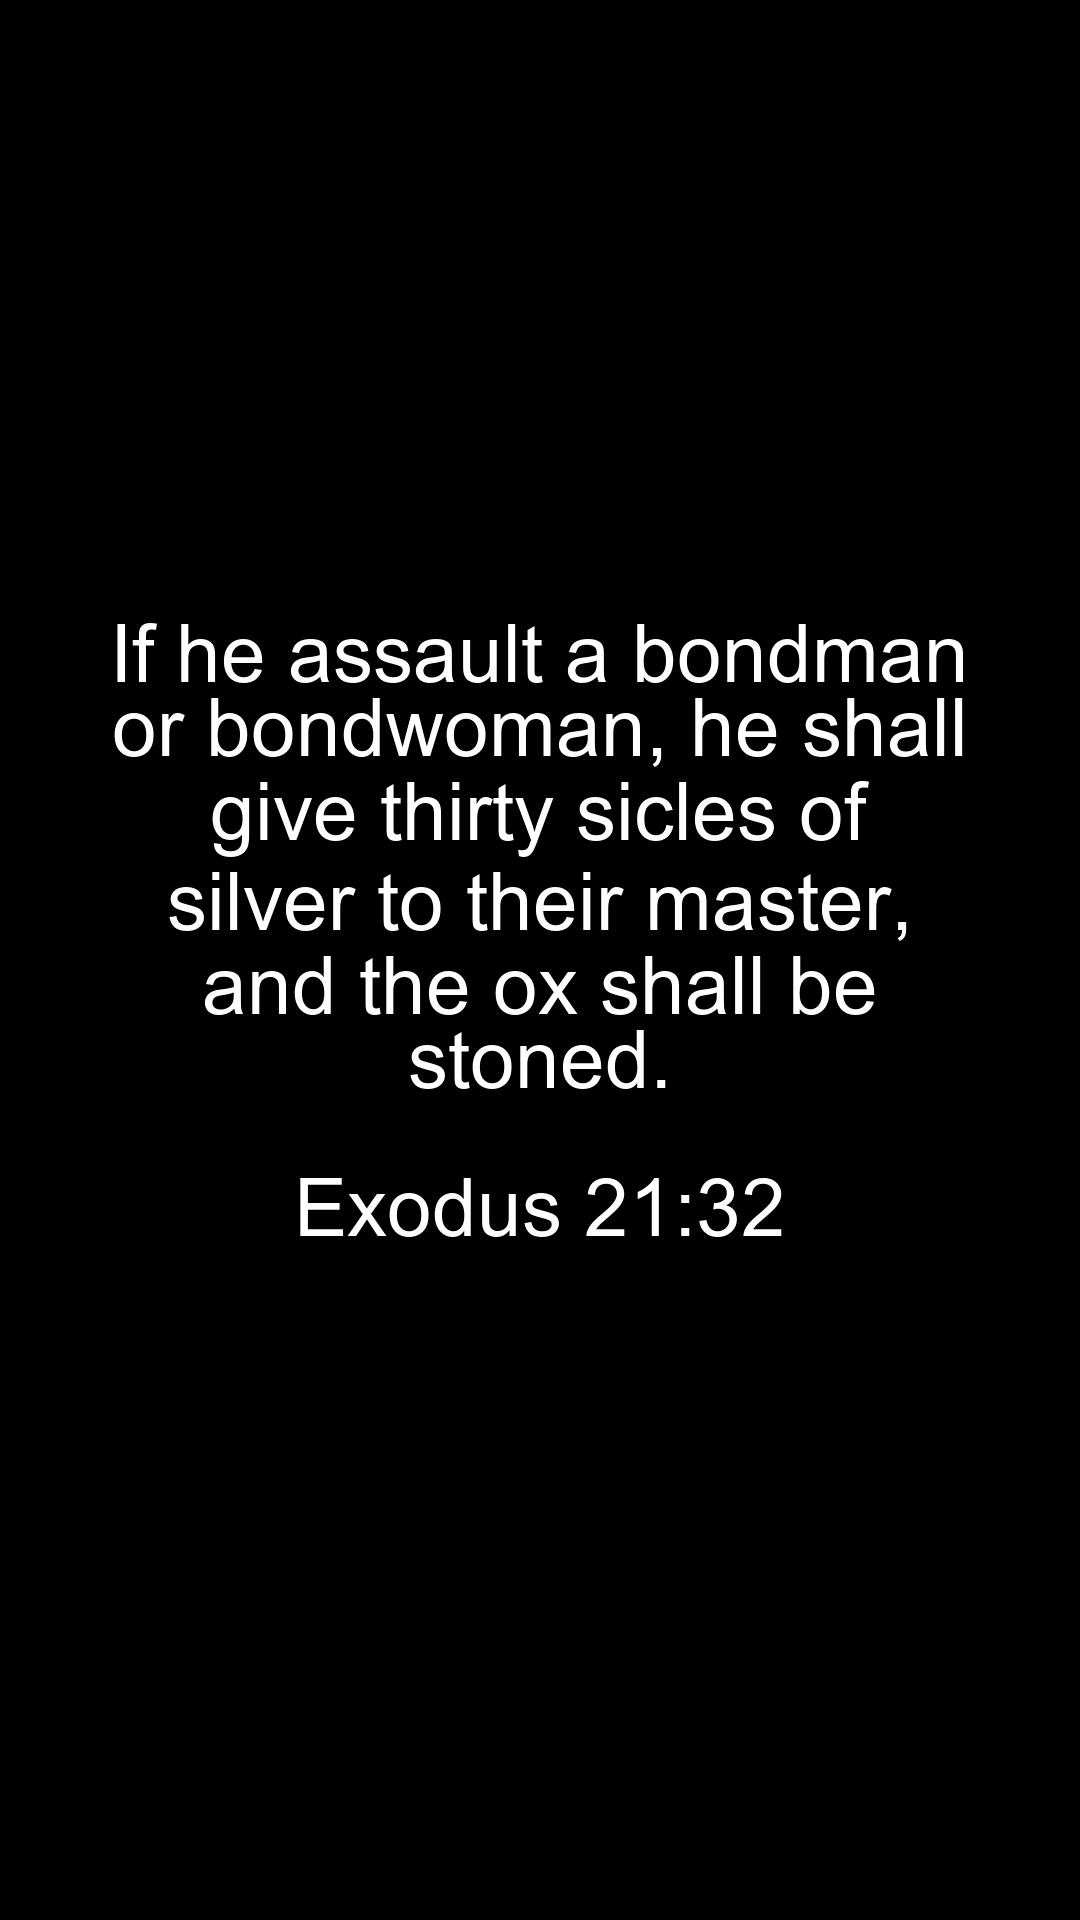 If he assault a bondman
or bondwoman, he shall
give thirty sicles of
silver to their master,
and the ox shall be
stoned.
Exodus 21:32